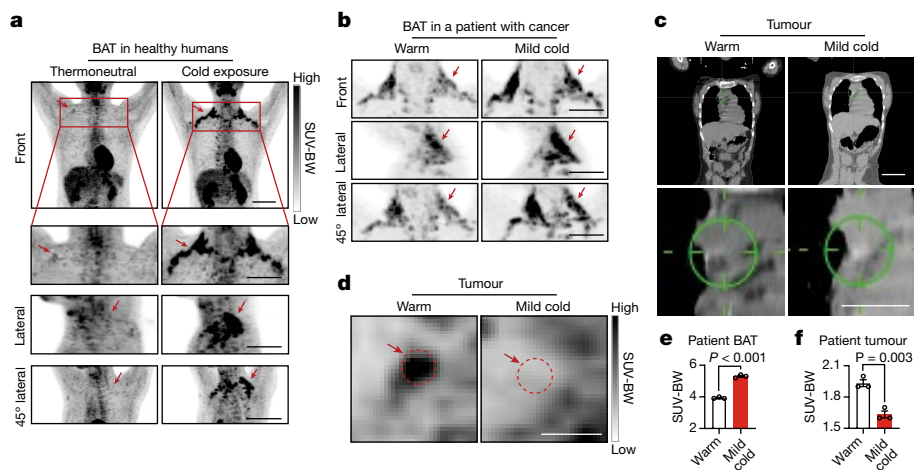 a
BAT in healthy humans
Thermoneutral
Cold exposure
Front
Lateral
45° lateral
High
SUV-BW
Low
b
BAT in a patient with cancer
Warm
Mild cold
Front
Lateral
45° lateral
c
Tumour
Warm
Mild cold
d
Tumour
Warm
Mild cold
High
SUV-BW
Low
e
Patient BAT
P < 0.001
SUV-BW
6
4
2
Warm
Mild
cold
f
Patient tumour
P = 0.003
SUV-BW
2.1
1.8
1.5
Warm
Mild
cold